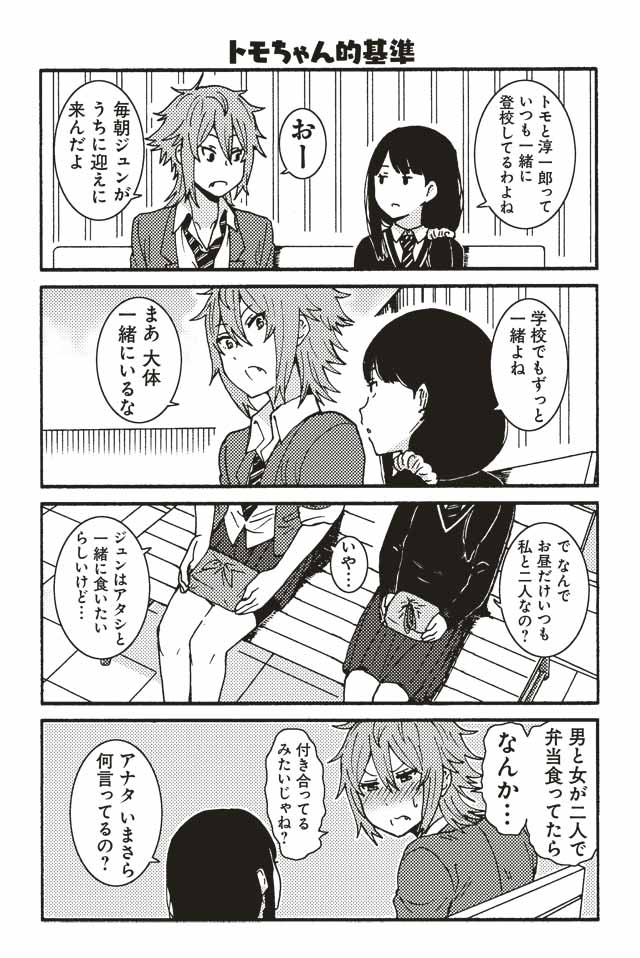 トモちゃん的基準
トモと淳一郎って
いつも一緒に
登校してるわよね
おー
毎朝ジュンが
うちに迎えに
来んだよ
学校でもずっと
一緒よね
まあ 大体
一緒にいるな
で なんで
お昼だけいつも
私と二人なの?
いや…
ジュンはアタシと
一緒に食いたい
らしいけど…
男と女が二人で
弁当食ってたら
なんか…
付き合ってる
みたいじゃね?
アナタ いまさら
何言ってるの?